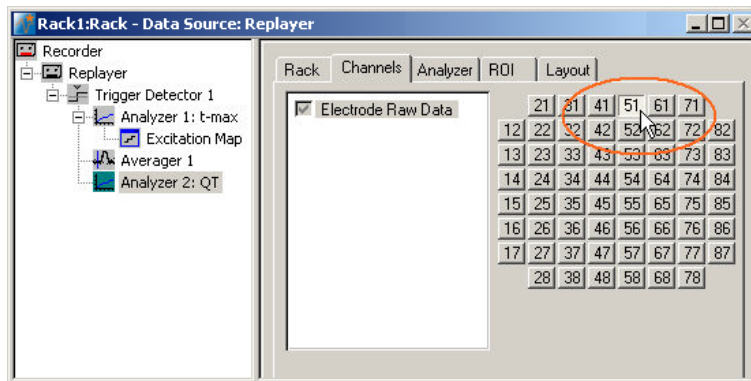 Rack1:Rack - Data Source: Replayer
Recorder
Replayer
Trigger Detector 1
Analyzer 1: t-max
Excitation Map
Averager 1
Analyzer 2: QT
Rack Channels Analyzer ROI Layout
Electrode Raw Data
21 31 41 51 61 71
12 22 32 42 52 62 72 82
13 23 33 43 53 63 73 83
14 24 34 44 54 64 74 84
15 25 35 45 55 65 75 85
16 26 36 46 56 66 76 86
17 27 37 47 57 67 77 87
28 38 48 58 68 78